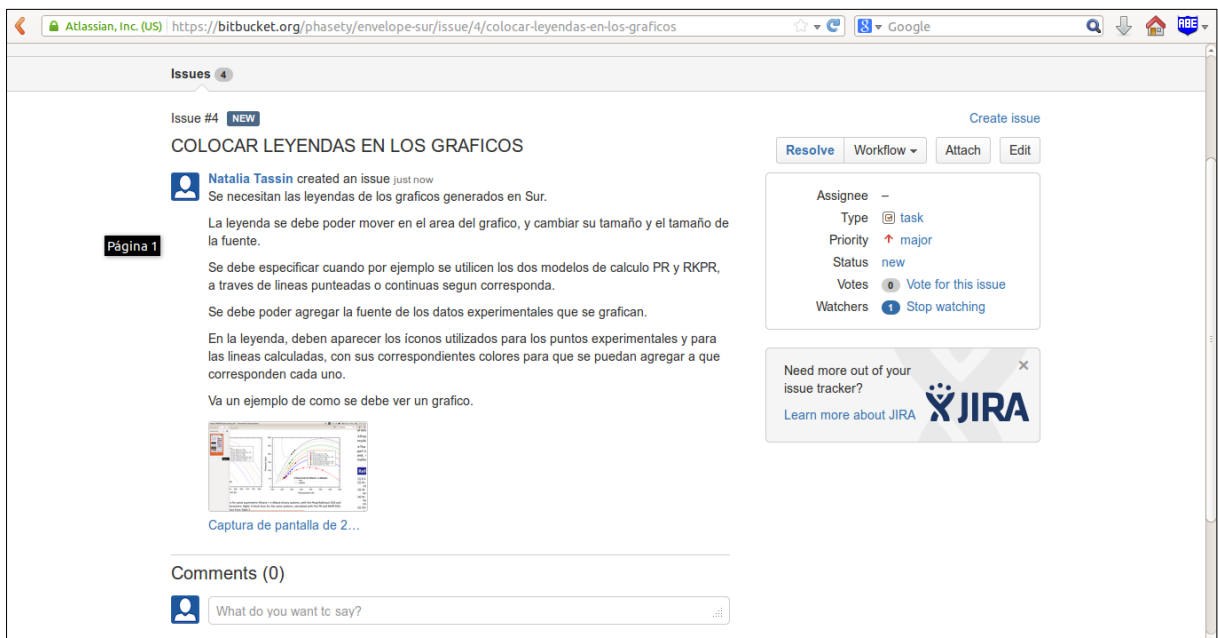 Atlassian, Inc. (US) https://bitbucket.org/phasety/envelope-sur/issue/4/colocar-leyendas-en-los-graficos Google ABE
Issues 4
Issue #4 NEW Create issue
COLOCAR LEYENDAS EN LOS GRAFICOS
Resolve Workflow Attach Edit
Natalia Tassin created an issue just now
Se necesitan las leyendas de los graficos generados en Sur.
La leyenda se debe poder mover en el area del grafico, y cambiar su tamaño y el tamaño de
la fuente.
Página 1
Se debe especificar cuando por ejemplo se utilicen los dos modelos de calculo PR y RKPR,
a traves de lineas punteadas o continuas segun corresponda.
Se debe poder agregar la fuente de los datos experimentales que se grafican.
En la leyenda, deben aparecer los íconos utilizados para los puntos experimentales y para
las lineas calculadas, con sus correspondientes colores para que se puedan agregar a que
corresponden cada uno.
Va un ejemplo de como se debe ver un grafico.
Captura de pantalla de 2…
Assignee –
Type task
Priority major
Status new
Votes 0 Vote for this issue
Watchers 1 Stop watching
Need more out of your
issue tracker?
Learn more about JIRA
JIRA
Comments (0)
What do you want to say?